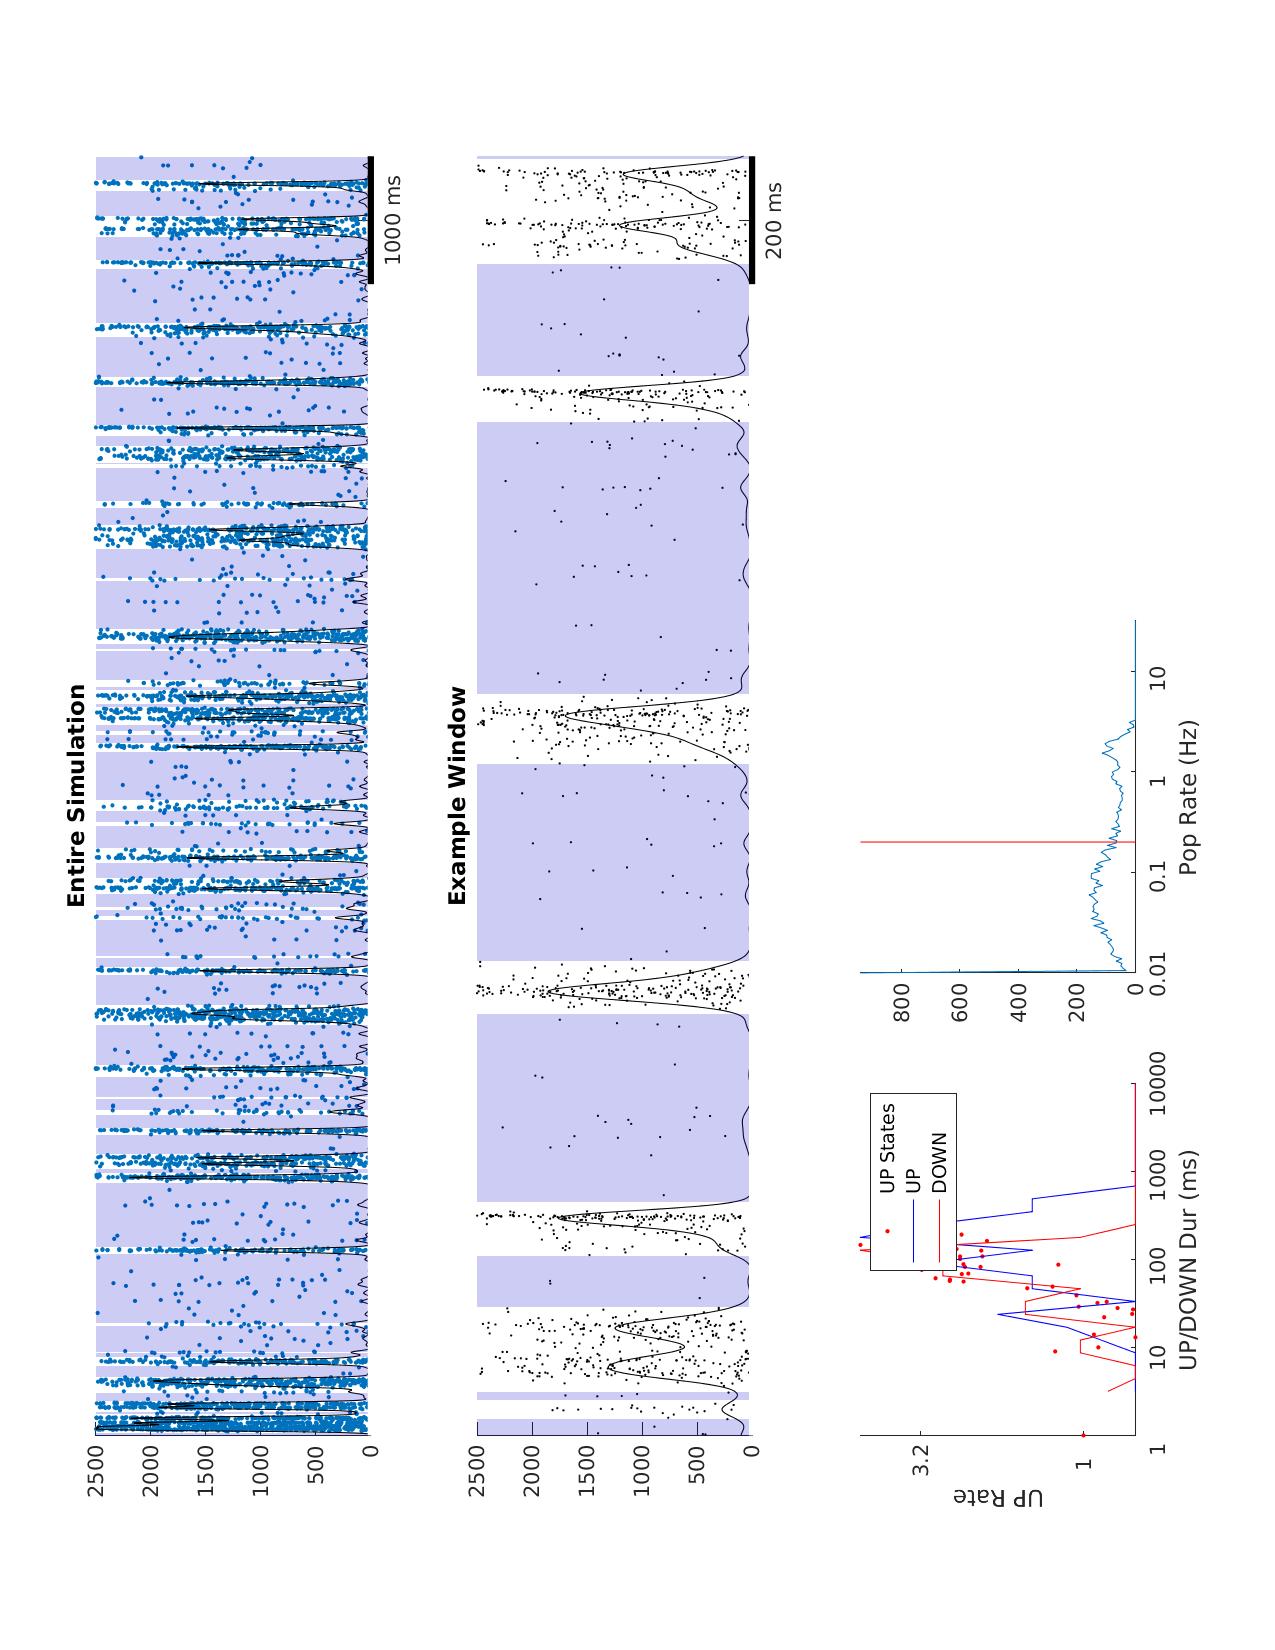 Entire Simulation
2500
2000
1500
1000
500
0
1000 ms
Example Window
2500
2000
1500
1000
500
0
200 ms
UP Rate
3.2
1
UP States
UP
DOWN
1 10 100 1000 10000
UP/DOWN Dur (ms)
800
600
400
200
0
0.01 0.1 1 10
Pop Rate (Hz)